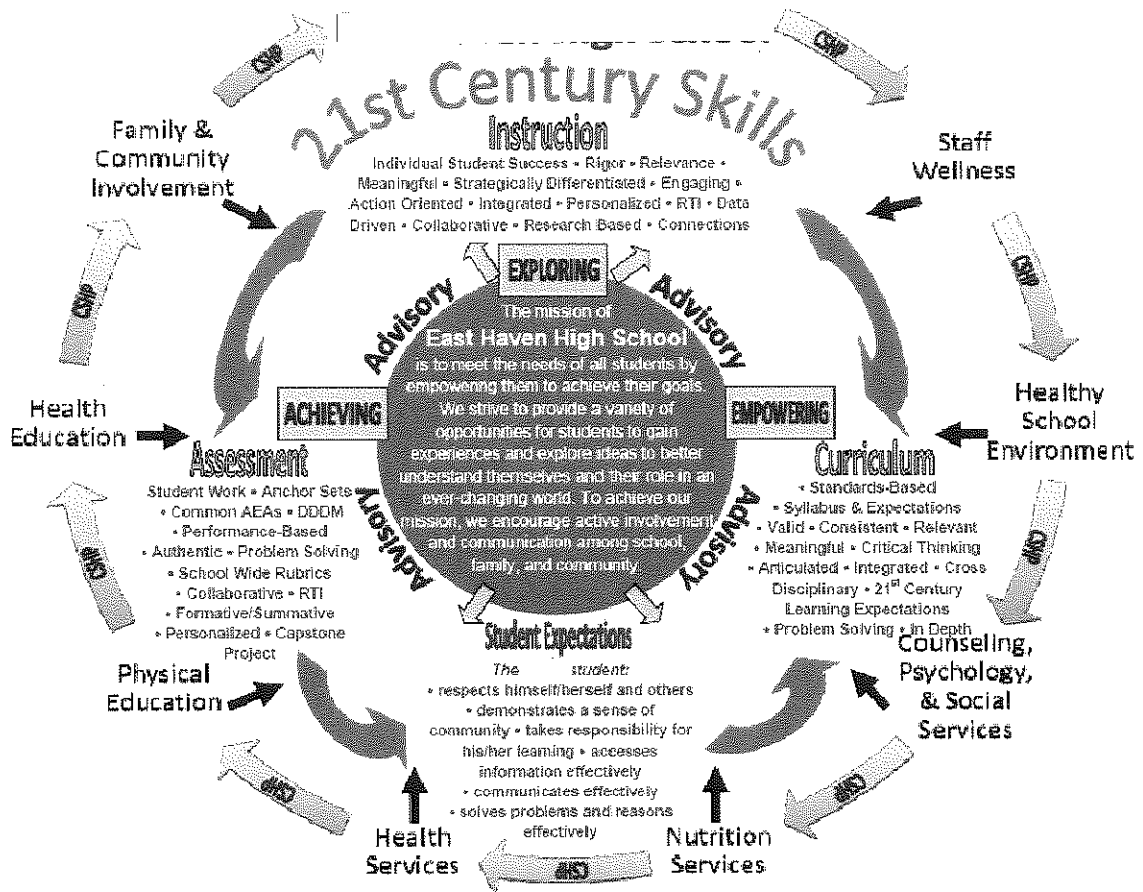 CSHP
CSHP
21st Century Skills
Instruction
Individual Student Success • Rigor • Relevance •
Meaningful • Strategically Differentiated • Engaging •
Action Oriented • Integrated • Personalized • RTI • Data
Driven • Collaborative • Research Based • Connections
Family &
Community
Involvement
Staff
Wellness
CSHP
CSHP
EXPLORING
Advisory
Advisory
The mission of
East Haven High School
is to meet the needs of all students by
empowering them to achieve their goals.
We strive to provide a variety of
opportunities for students to gain
experiences and explore ideas to better
understand themselves and their role in an
ever-changing world. To achieve our
mission, we encourage active involvement
and communication among school,
family, and community
ACHIEVING
EMPOWERING
Advisory
Advisory
Health
Education
Healthy
School
Environment
Assessment
Student Work • Anchor Sets
• Common AEAs • DDDM
• Performance-Based
• Authentic • Problem Solving
• School Wide Rubrics
• Collaborative • RTI
• Formative/Summative
• Personalized • Capstone
Project
Curriculum
• Standards-Based
• Syllabus & Expectations
• Valid • Consistent • Relevant
• Meaningful • Critical Thinking
• Articulated • Integrated • Cross
Disciplinary • 21st Century
Learning Expectations
• Problem Solving • In Depth
CSHP
CSHP
Student Expectations
The student:
• respects himself/herself and others
• demonstrates a sense of
community • takes responsibility for
his/her learning • accesses
information effectively
• communicates effectively
• solves problems and reasons
effectively
Physical
Education
Counseling,
Psychology,
& Social
Services
CSHP
CSHP
Health
Services
Nutrition
Services
CSHP